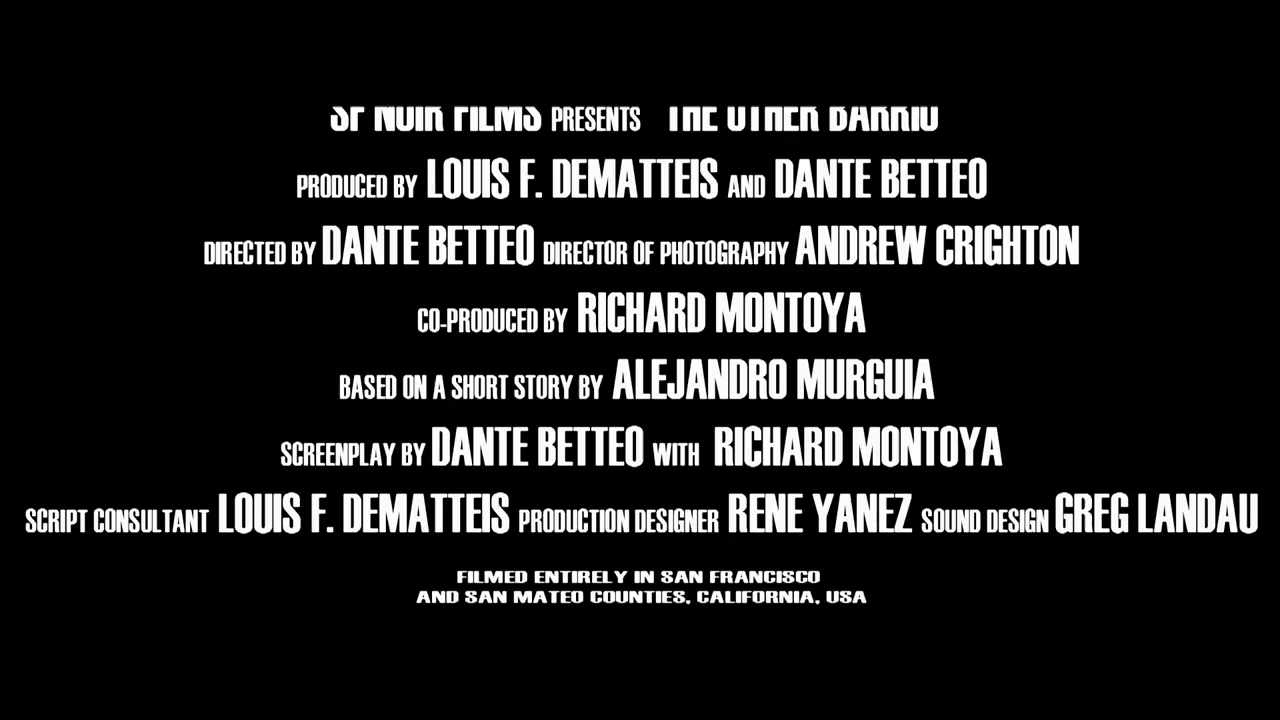 SF NOIR FILMS PRESENTS THE OTHER BARRIO
PRODUCED BY LOUIS F. DEMATTEIS AND DANTE BETTEO
DIRECTED BY DANTE BETTEO DIRECTOR OF PHOTOGRAPHY ANDREW CRIGHTON
CO-PRODUCED BY RICHARD MONTOYA
BASED ON A SHORT STORY BY ALEJANDRO MURGUIA
SCREENPLAY BY DANTE BETTEO WITH RICHARD MONTOYA
SCRIPT CONSULTANT LOUIS F. DEMATTEIS PRODUCTION DESIGNER RENE YANEZ SOUND DESIGN GREG LANDAU
FILMED ENTIRELY IN SAN FRANCISCO
AND SAN MATEO COUNTIES, CALIFORNIA, USA